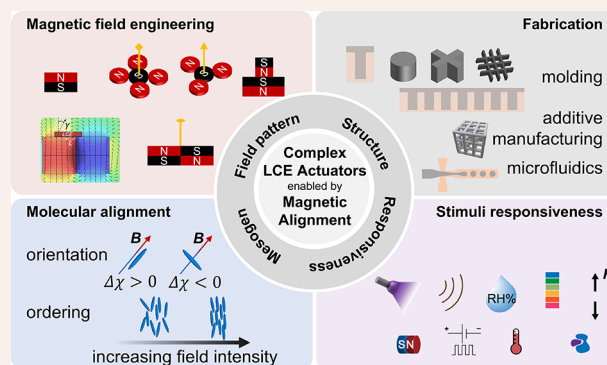 Magnetic field engineering
N
S
N
N
N
N
N
N
N
N
S
N
S
N
S
γ
N
S
S
N
Fabrication
molding
additive
manufacturing
microfluidics
Field pattern
Structure
Responsiveness
Mesogen
Complex
LCE Actuators
enabled by
Magnetic
Alignment
Molecular alignment
orientation
B
B
Δχ > 0
Δχ < 0
ordering
increasing field intensity
Stimuli responsiveness
RH%
SN
+
−